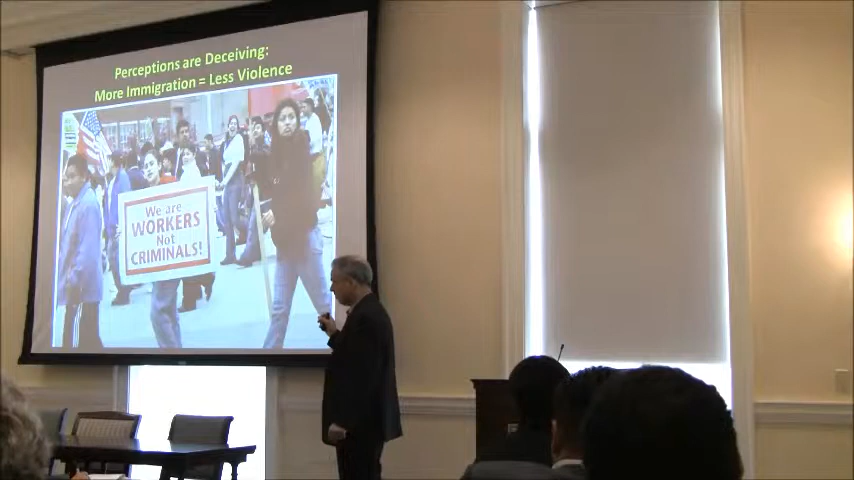 Perceptions are Deceiving:
More Immigration = Less Violence
We are
WORKERS
Not
CRIMINALS!